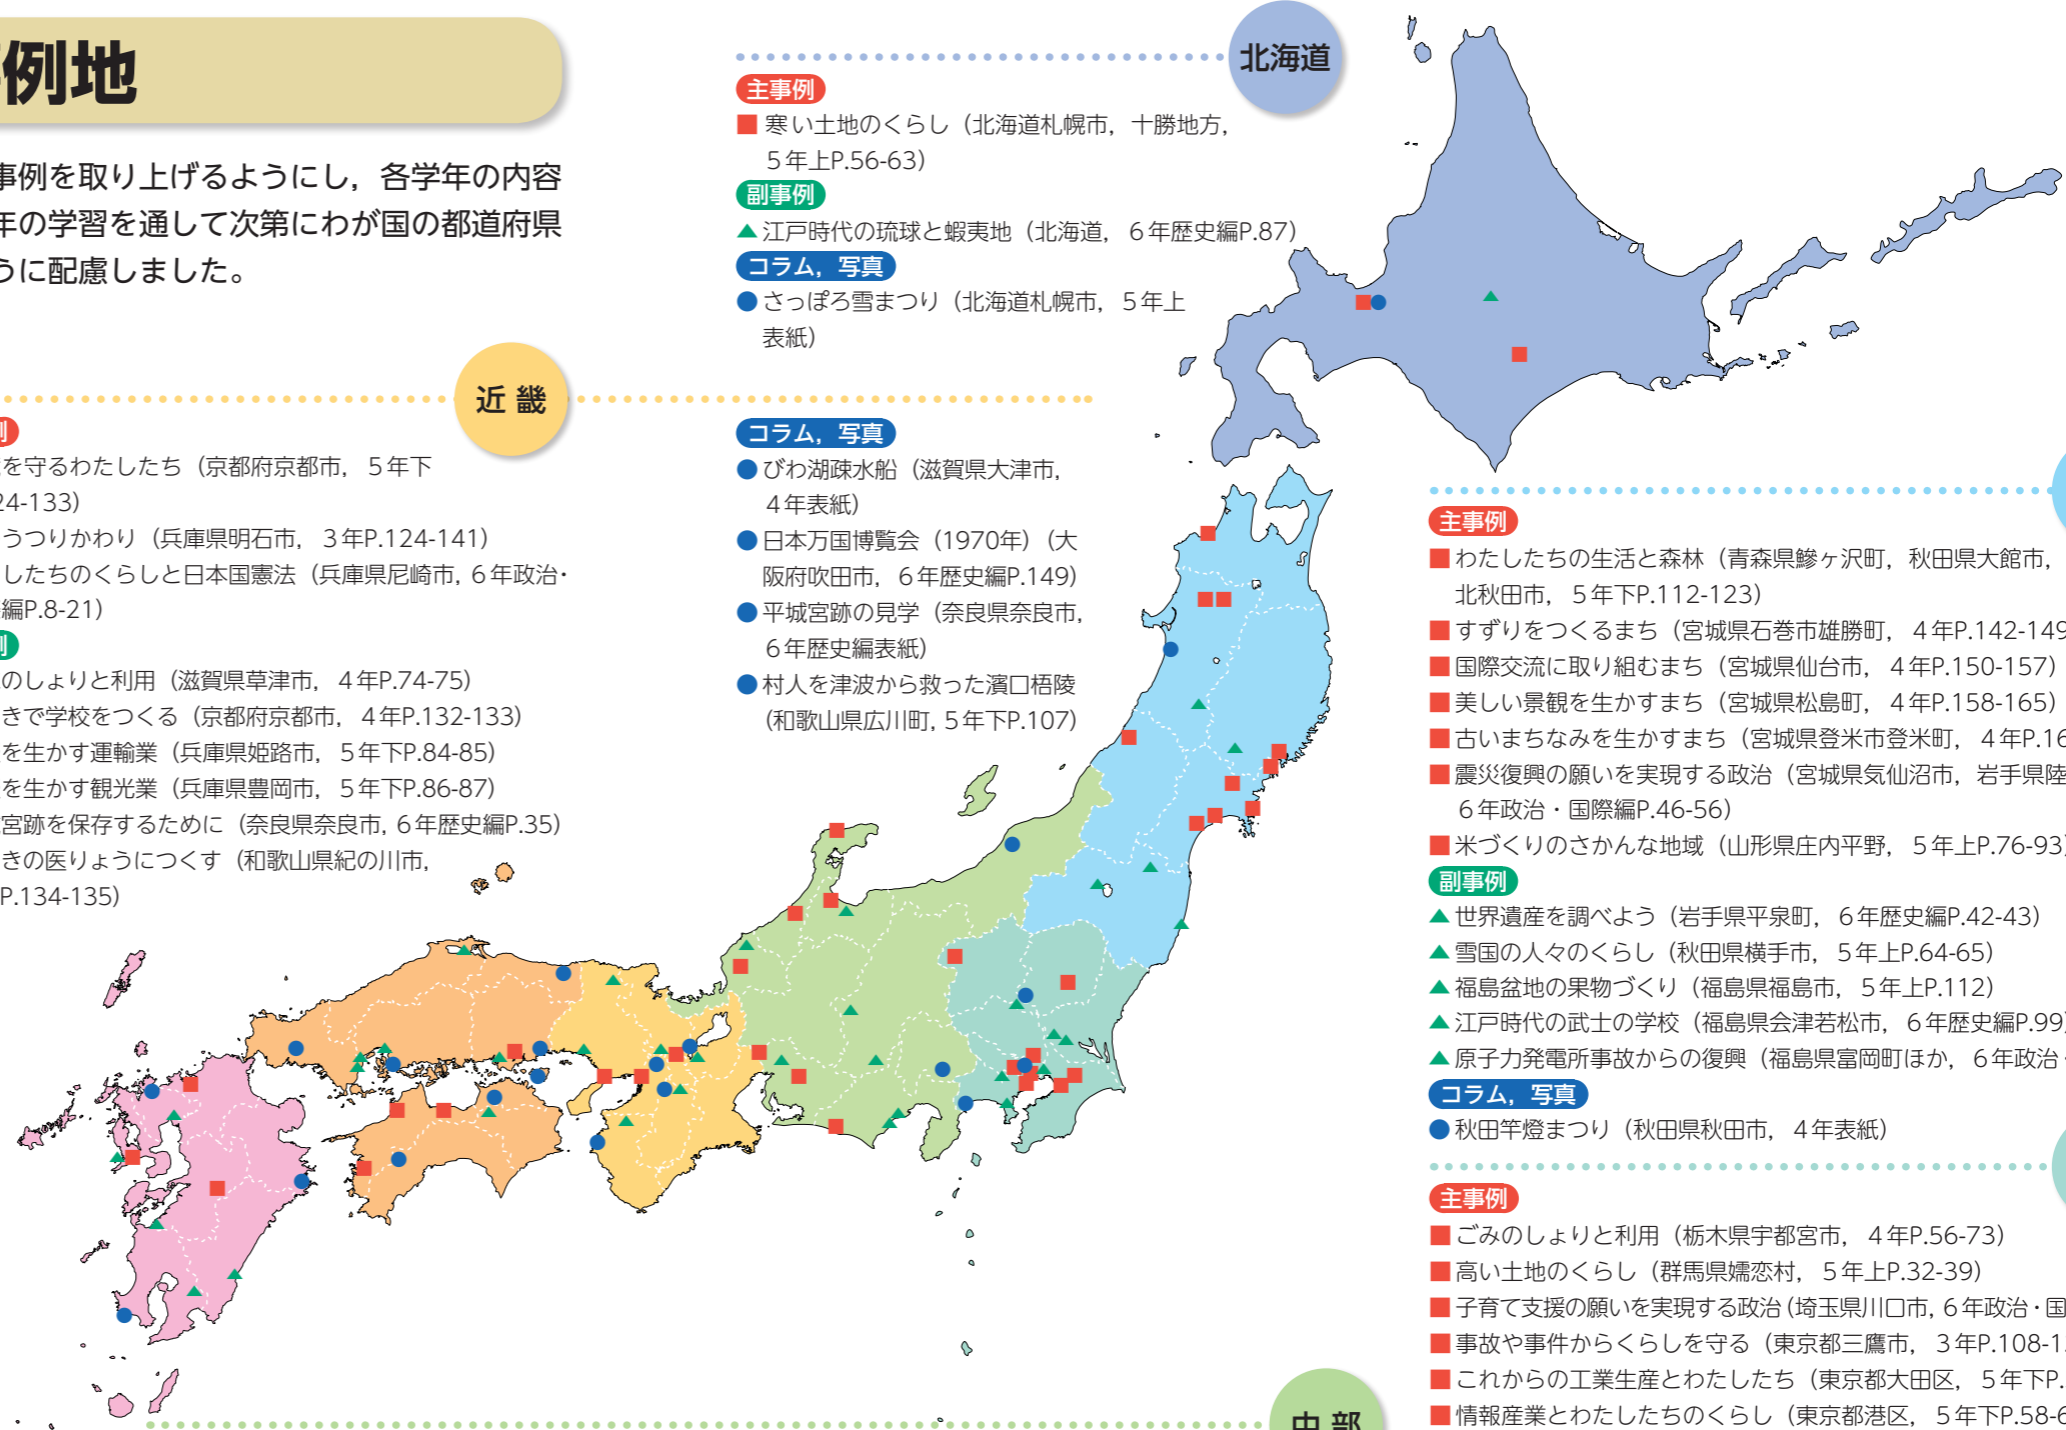 例地
事例を取り上げるようにし，各学年の内容
年の学習を通して次第にわが国の都道府県
うに配慮しました。
北海道
主事例
■ 寒い土地のくらし（北海道札幌市，十勝地方，
５年上P.56-63）
副事例
▲ 江戸時代の琉球と蝦夷地（北海道，６年歴史編P.87）
コラム，写真
● さっぽろ雪まつり（北海道札幌市，５年上
表紙）
近畿
例
を守るわたしたち（京都府京都市，５年下
24-133）
うつりかわり（兵庫県明石市，３年P.124-141）
したちのくらしと日本国憲法（兵庫県尼崎市，６年政治・
編P.8-21）
例
のしょりと利用（滋賀県草津市，４年P.74-75）
きで学校をつくる（京都府京都市，４年P.132-133）
を生かす運輸業（兵庫県姫路市，５年下P.84-85）
を生かす観光業（兵庫県豊岡市，５年下P.86-87）
宮跡を保存するために（奈良県奈良市，６年歴史編P.35）
きの医りょうにつくす（和歌山県紀の川市，
P.134-135）
コラム，写真
● びわ湖疎水船（滋賀県大津市，
４年表紙）
● 日本万国博覧会（1970年）（大
阪府吹田市，６年歴史編P.149）
● 平城宮跡の見学（奈良県奈良市，
６年歴史編表紙）
● 村人を津波から救った濱口梧陵
（和歌山県広川町，５年下P.107）
主事例
■ わたしたちの生活と森林（青森県鰺ヶ沢町，秋田県大館市，
北秋田市，５年下P.112-123）
■ すずりをつくるまち（宮城県石巻市雄勝町，４年P.142-149
■ 国際交流に取り組むまち（宮城県仙台市，４年P.150-157）
■ 美しい景観を生かすまち（宮城県松島町，４年P.158-165）
■ 古いまちなみを生かすまち（宮城県登米市登米町，４年P.16
■ 震災復興の願いを実現する政治（宮城県気仙沼市，岩手県陸
６年政治・国際編P.46-56）
■ 米づくりのさかんな地域（山形県庄内平野，５年上P.76-93）
副事例
▲ 世界遺産を調べよう（岩手県平泉町，６年歴史編P.42-43）
▲ 雪国の人々のくらし（秋田県横手市，５年上P.64-65）
▲ 福島盆地の果物づくり（福島県福島市，５年上P.112）
▲ 江戸時代の武士の学校（福島県会津若松市，６年歴史編P.99）
▲ 原子力発電所事故からの復興（福島県富岡町ほか，６年政治・
コラム，写真
● 秋田竿燈まつり（秋田県秋田市，４年表紙）
主事例
■ ごみのしょりと利用（栃木県宇都宮市，４年P.56-73）
■ 高い土地のくらし（群馬県嬬恋村，５年上P.32-39）
■ 子育て支援の願いを実現する政治（埼玉県川口市，６年政治・国
■ 事故や事件からくらしを守る（東京都三鷹市，３年P.108-1
■ これからの工業生産とわたしたち（東京都大田区，５年下P.
■ 情報産業とわたしたちのくらし（東京都港区，５年下P.58-6
中部